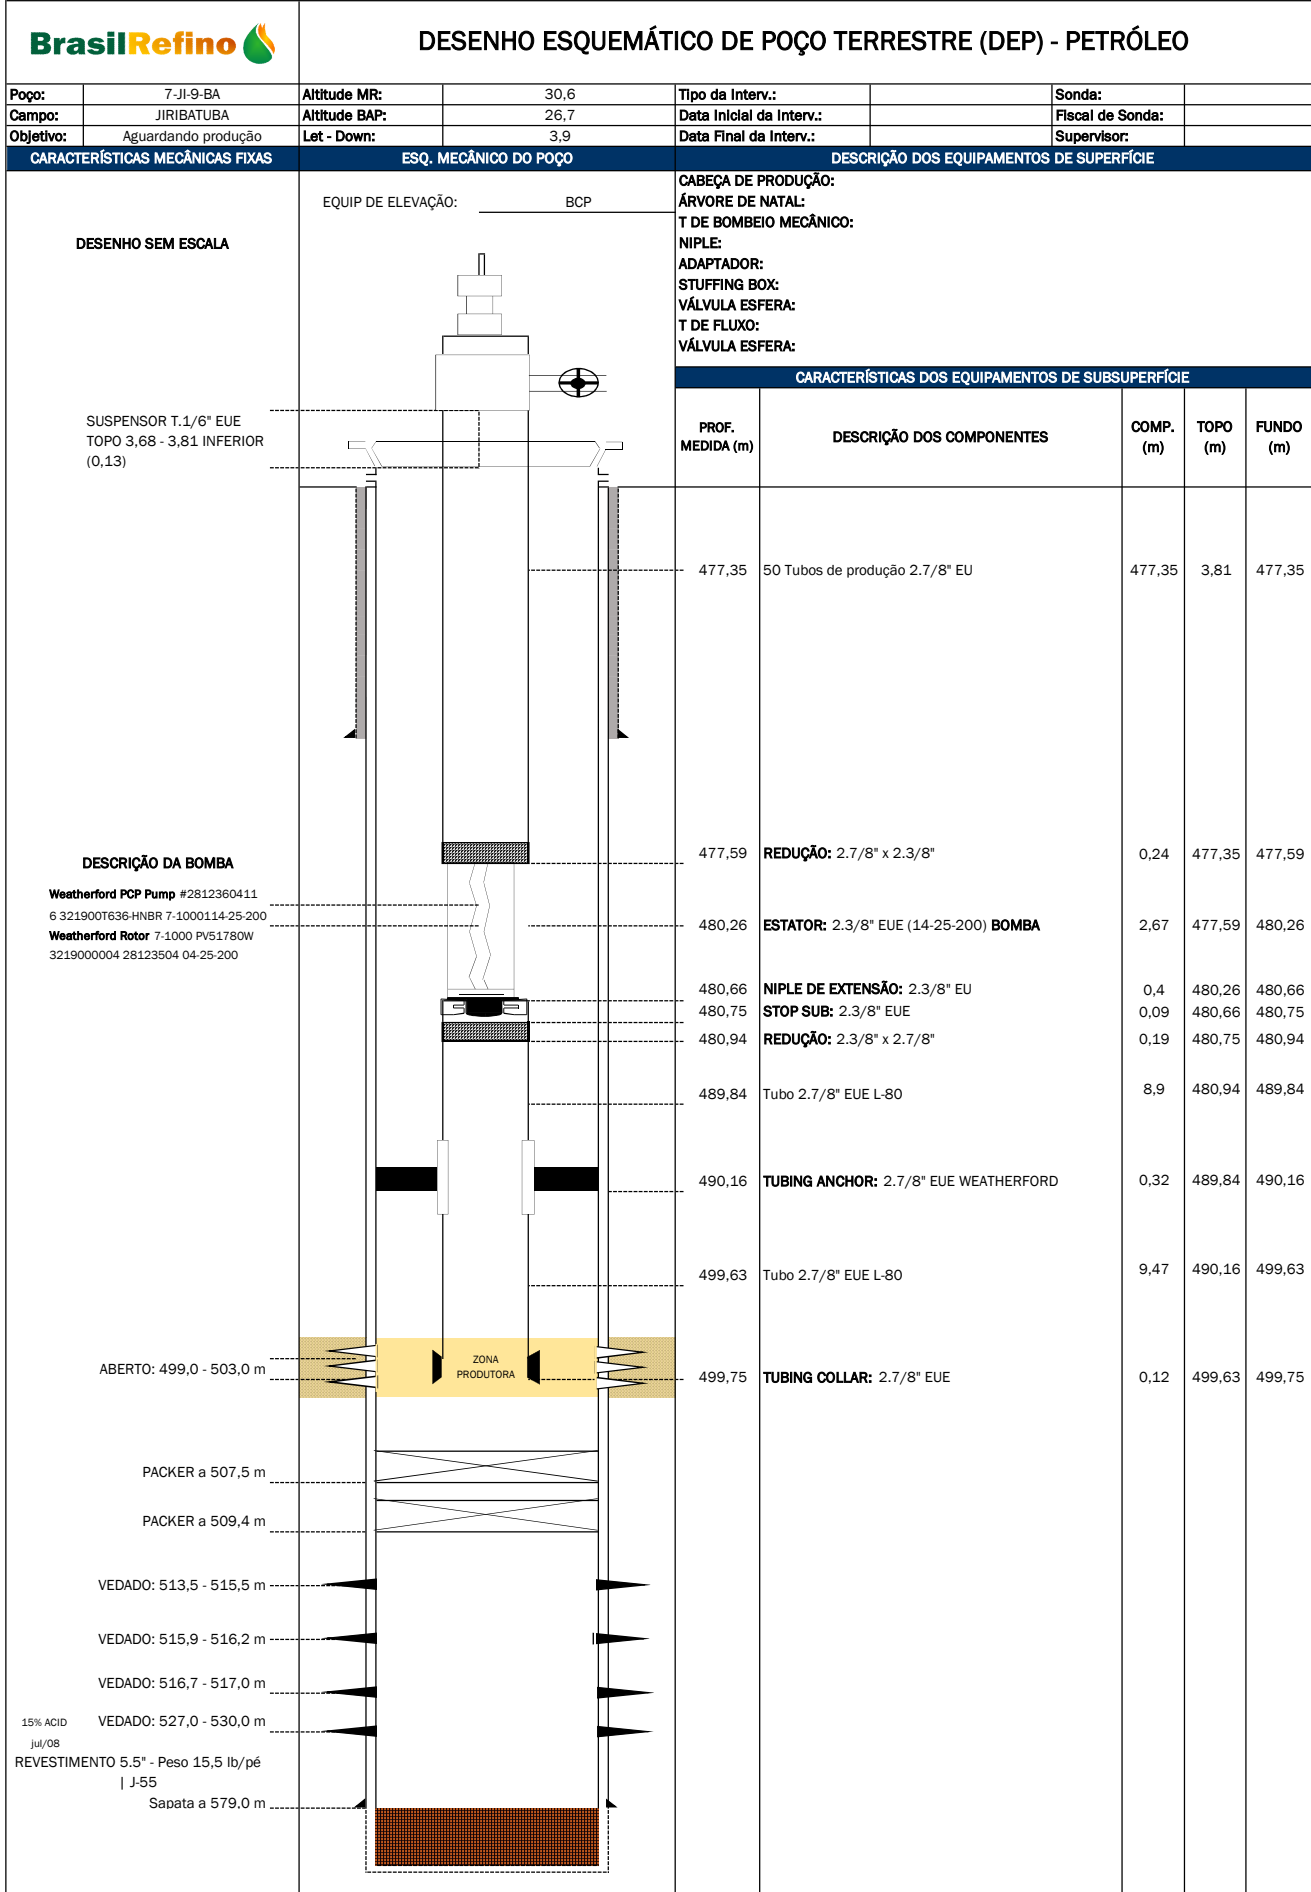 BrasilRefino
DESENHO ESQUEMÁTICO DE POÇO TERRESTRE (DEP) - PETRÓLEO
Poço: 7-JI-9-BA Altitude MR: 30,6 Tipo da Interv.: Sonda:
Campo: JIRIBATUBA Altitude BAP: 26,7 Data Inicial da Interv.: Fiscal de Sonda:
Objetivo: Aguardando produção Let - Down: 3,9 Data Final da Interv.: Supervisor:
CARACTERÍSTICAS MECÂNICAS FIXAS ESQ. MECÂNICO DO POÇO DESCRIÇÃO DOS EQUIPAMENTOS DE SUPERFÍCIE
DESENHO SEM ESCALA
EQUIP DE ELEVAÇÃO: BCP
CABEÇA DE PRODUÇÃO:
ÁRVORE DE NATAL:
T DE BOMBEIO MECÂNICO:
NIPLE:
ADAPTADOR:
STUFFING BOX:
VÁLVULA ESFERA:
T DE FLUXO:
VÁLVULA ESFERA:
CARACTERÍSTICAS DOS EQUIPAMENTOS DE SUBSUPERFÍCIE
SUSPENSOR T.1/6" EUE
TOPO 3,68 - 3,81 INFERIOR
(0,13)
PROF. MEDIDA (m) DESCRIÇÃO DOS COMPONENTES COMP. (m) TOPO (m) FUNDO (m)
477,35 50 Tubos de produção 2.7/8" EU 477,35 3,81 477,35
477,59 REDUÇÃO: 2.7/8" x 2.3/8" 0,24 477,35 477,59
DESCRIÇÃO DA BOMBA
Weatherford PCP Pump #2812360411
6 321900T636-HNBR 7-1000114-25-200
Weatherford Rotor 7-1000 PV51780W
3219000004 28123504 04-25-200
480,26 ESTATOR: 2.3/8" EUE (14-25-200) BOMBA 2,67 477,59 480,26
480,66 NIPLE DE EXTENSÃO: 2.3/8" EU 0,4 480,26 480,66
480,75 STOP SUB: 2.3/8" EUE 0,09 480,66 480,75
480,94 REDUÇÃO: 2.3/8" x 2.7/8" 0,19 480,75 480,94
489,84 Tubo 2.7/8" EUE L-80 8,9 480,94 489,84
490,16 TUBING ANCHOR: 2.7/8" EUE WEATHERFORD 0,32 489,84 490,16
499,63 Tubo 2.7/8" EUE L-80 9,47 490,16 499,63
ABERTO: 499,0 - 503,0 m
ZONA
PRODUTORA
499,75 TUBING COLLAR: 2.7/8" EUE 0,12 499,63 499,75
PACKER a 507,5 m
PACKER a 509,4 m
VEDADO: 513,5 - 515,5 m
VEDADO: 515,9 - 516,2 m
VEDADO: 516,7 - 517,0 m
15% ACID VEDADO: 527,0 - 530,0 m
jul/08
REVESTIMENTO 5.5" - Peso 15,5 lb/pé
| J-55
Sapata a 579,0 m